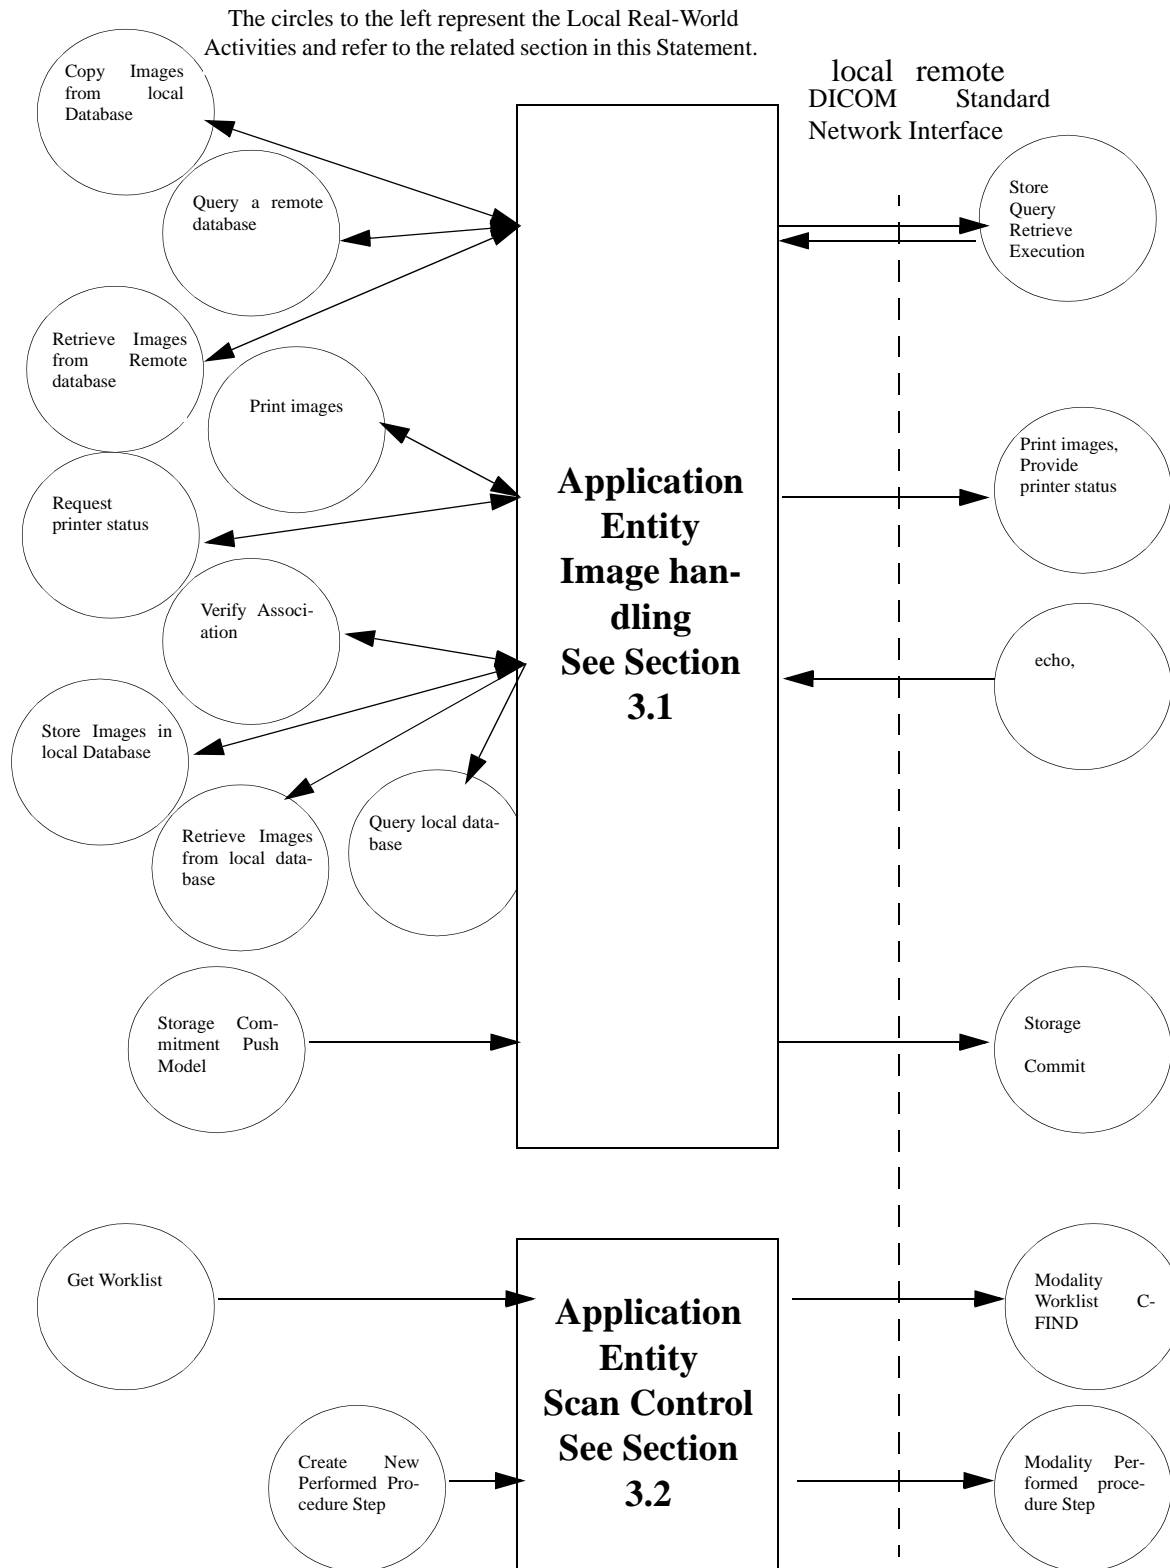 The circles to the left represent the Local Real-World
Activities and refer to the related section in this Statement.
local remote
DICOM Standard
Network Interface
Copy Images
from local
Database
Query a remote
database
Retrieve Images
from Remote
database
Print images
Request
printer status
Verify Associ-
ation
Store Images in
local Database
Retrieve Images
from local data-
base
Query local data-
base
Storage Com-
mitment Push
Model
Application
Entity
Image han-
dling
See Section
3.1
Store
Query
Retrieve
Execution
Print images,
Provide
printer status
echo,
Storage
Commit
Get Worklist
Create New
Performed Pro-
cedure Step
Application
Entity
Scan Control
See Section
3.2
Modality
Worklist C-
FIND
Modality Per-
formed proce-
dure Step